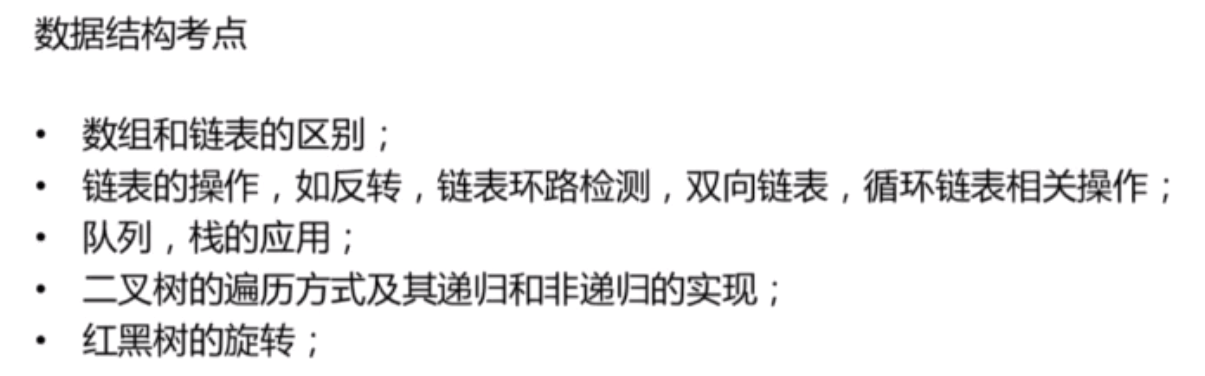 数据结构考点
• 数组和链表的区别；
• 链表的操作，如反转，链表环路检测，双向链表，循环链表相关操作；
• 队列，栈的应用；
• 二叉树的遍历方式及其递归和非递归的实现；
• 红黑树的旋转；